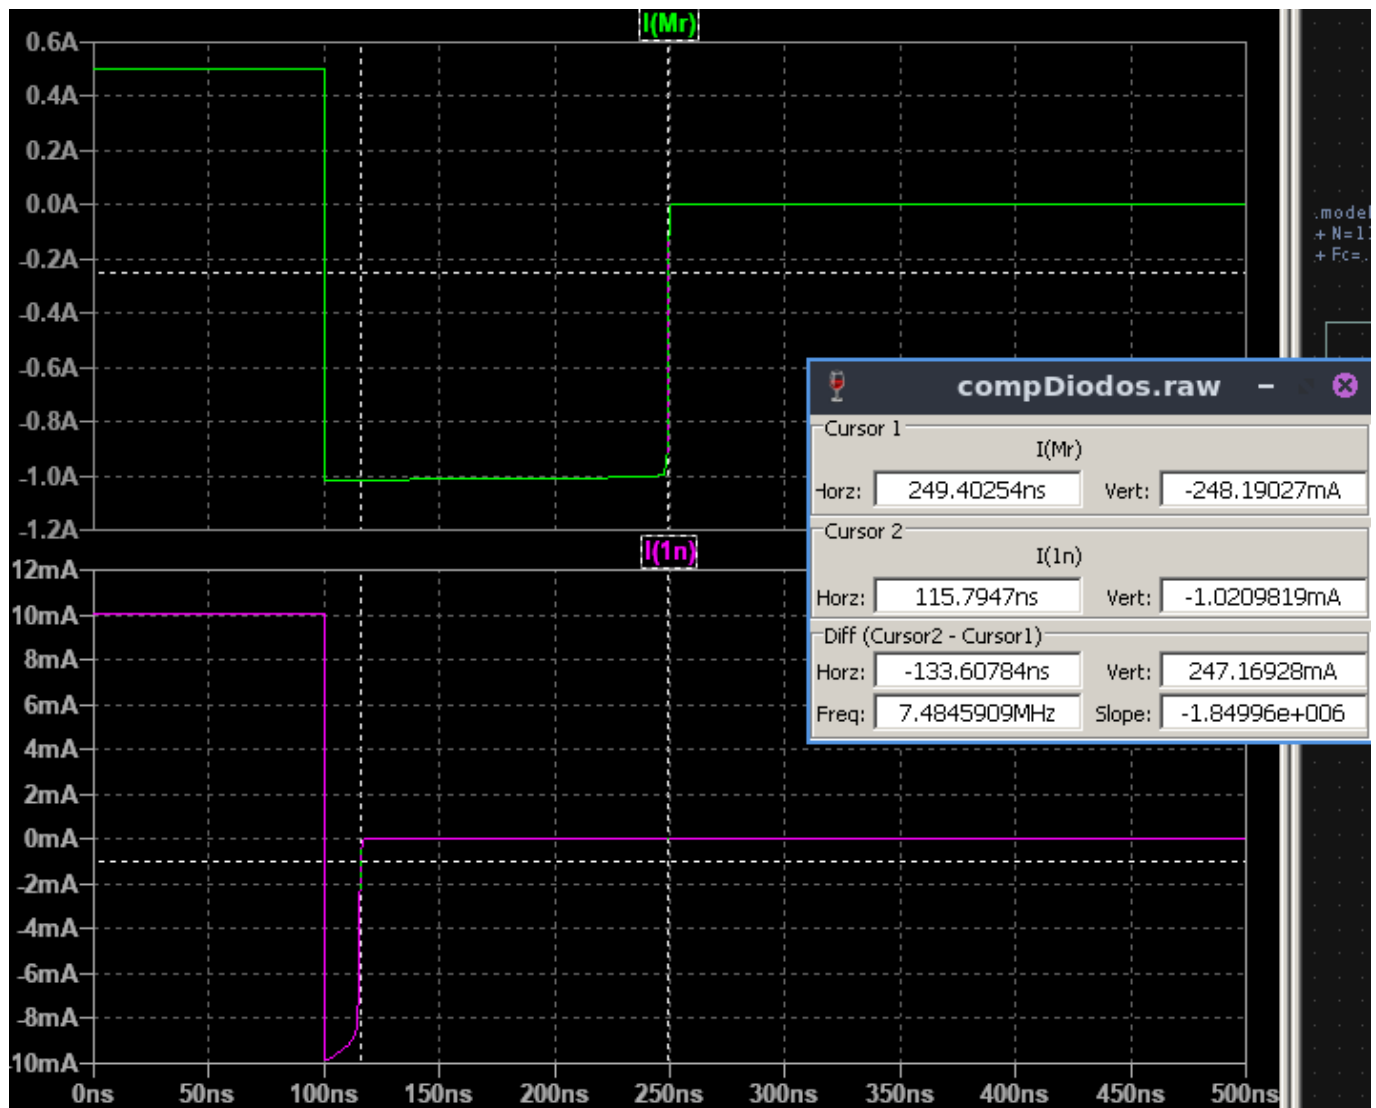 I(Mr)
0.6A
0.4A
0.2A
0.0A
-0.2A
-0.4A
-0.6A
-0.8A
-1.0A
-1.2A
I(1n)
12mA
10mA
8mA
6mA
4mA
2mA
0mA
-2mA
-4mA
-6mA
-8mA
-10mA
0ns 50ns 100ns 150ns 200ns 250ns 300ns 350ns 400ns 450ns 500ns
.model
+ N=11
+ Fc=.
compDiodos.raw
Cursor 1
I(Mr)
Horz: 249.40254ns Vert: -248.19027mA
Cursor 2
I(1n)
Horz: 115.7947ns Vert: -1.0209819mA
Diff (Cursor2 - Cursor1)
Horz: -133.60784ns Vert: 247.16928mA
Freq: 7.4845909MHz Slope: -1.84996e+006